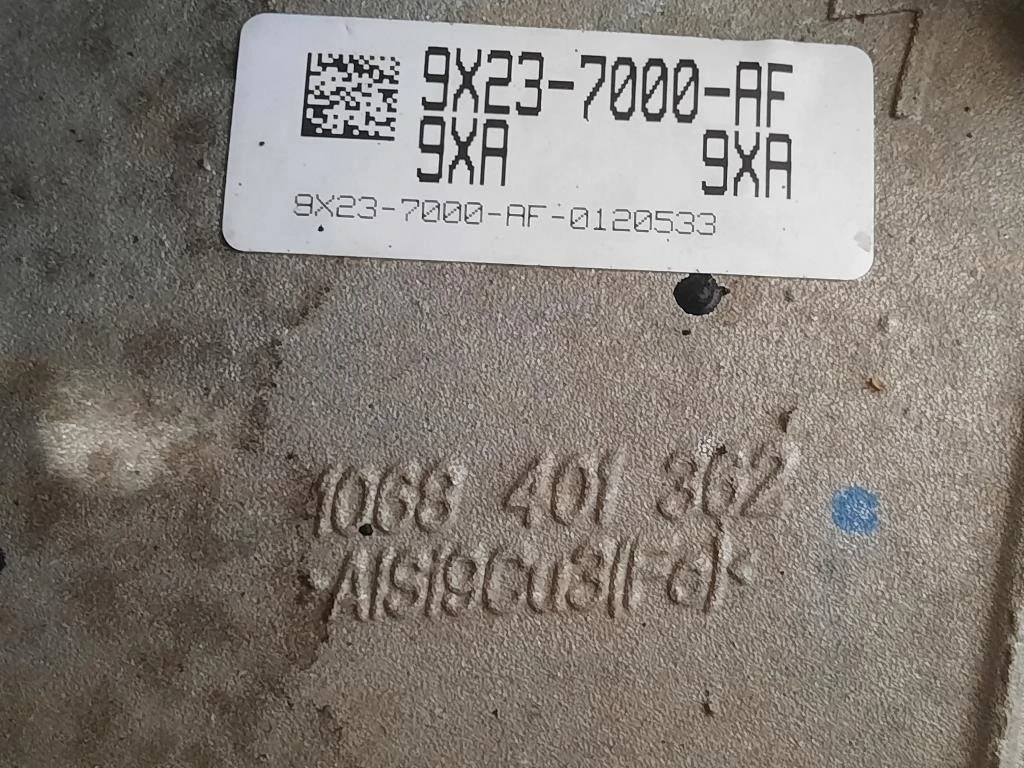 9X23-7000-AF
9XA 9XA
9X23-7000-AF-0120533
1068 401 362
>AlSi9Cu3(Fe)<